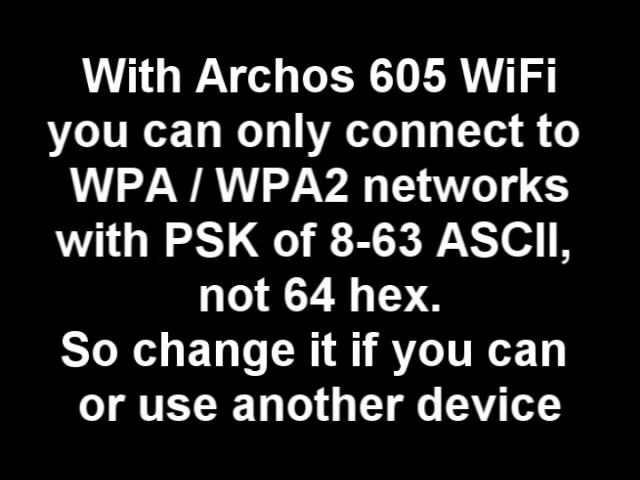 With Archos 605 WiFi
you can only connect to
WPA / WPA2 networks
with PSK of 8-63 ASCII,
not 64 hex.
So change it if you can
or use another device